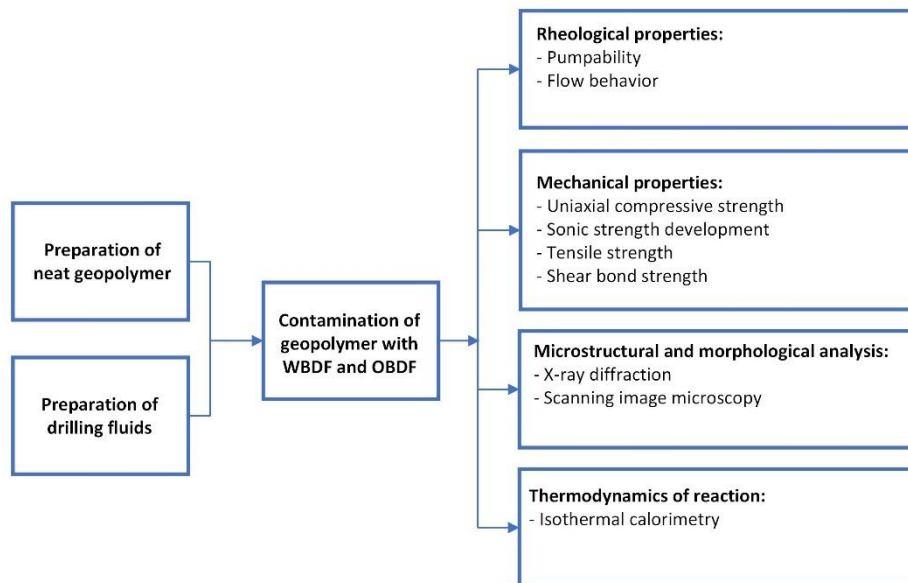 Preparation of
neat geopolymer
Preparation of
drilling fluids
Contamination of
geopolymer with
WBDF and OBDF
Rheological properties:
- Pumpability
- Flow behavior
Mechanical properties:
- Uniaxial compressive strength
- Sonic strength development
- Tensile strength
- Shear bond strength
Microstructural and morphological analysis:
- X-ray diffraction
- Scanning image microscopy
Thermodynamics of reaction:
- Isothermal calorimetry